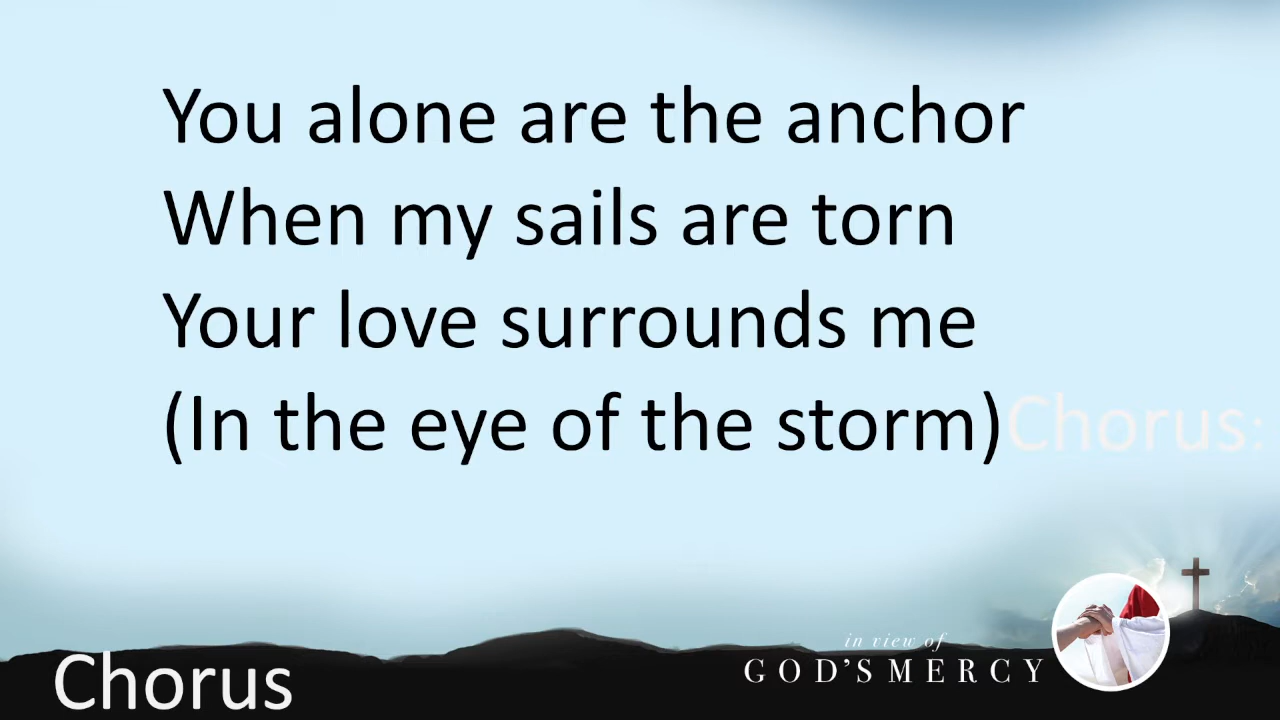 You alone are the anchor
When my sails are torn
Your love surrounds me
(In the eye of the storm)Chorus:
in view of
GOD'S MERCY
Chorus